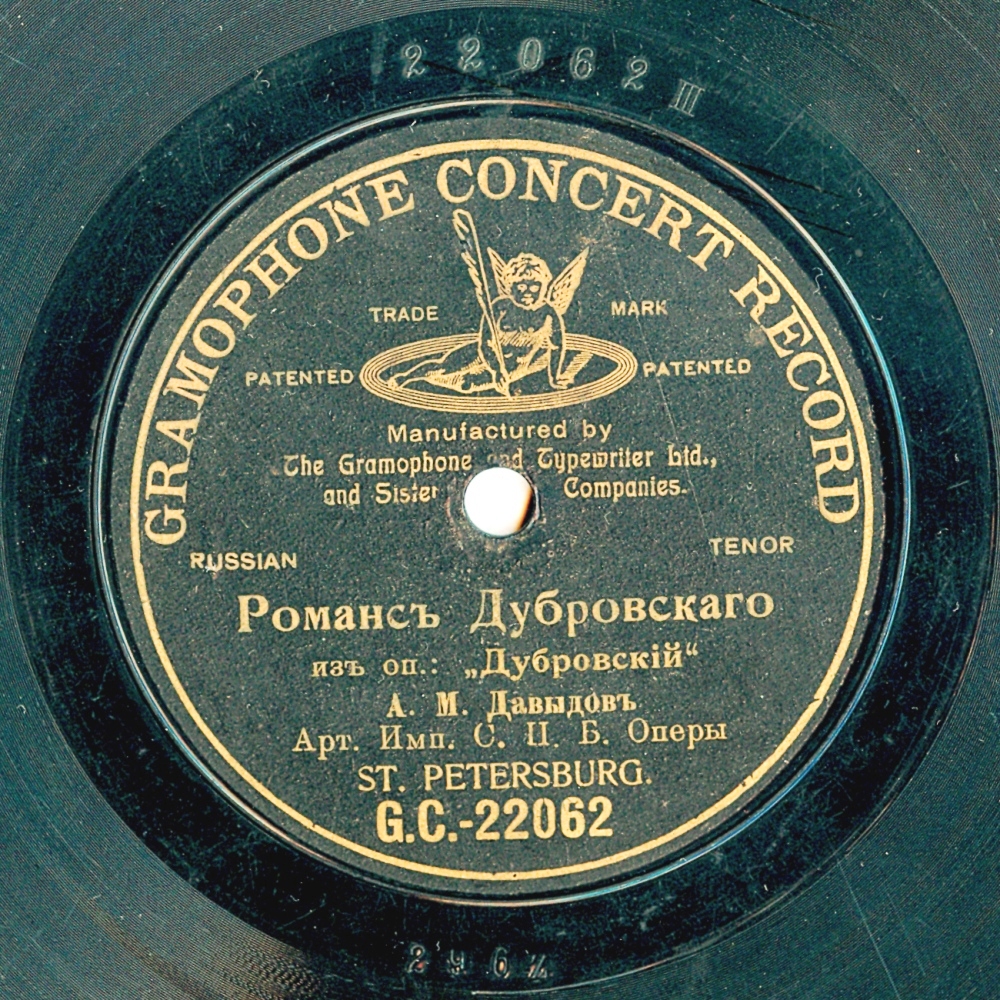 22062 III
GRAMOPHONE CONCERT RECORD
TRADE MARK
PATENTED PATENTED
Manufactured by
The Gramophone and Typewriter Ltd.,
and Sister Companies.
RUSSIAN TENOR
Романсъ Дубровскаго
изъ оп.: „Дубровскій“
А. М. Давыдовъ
Арт. Имп. С. П. Б. Оперы
ST. PETERSBURG.
G.C.-22062